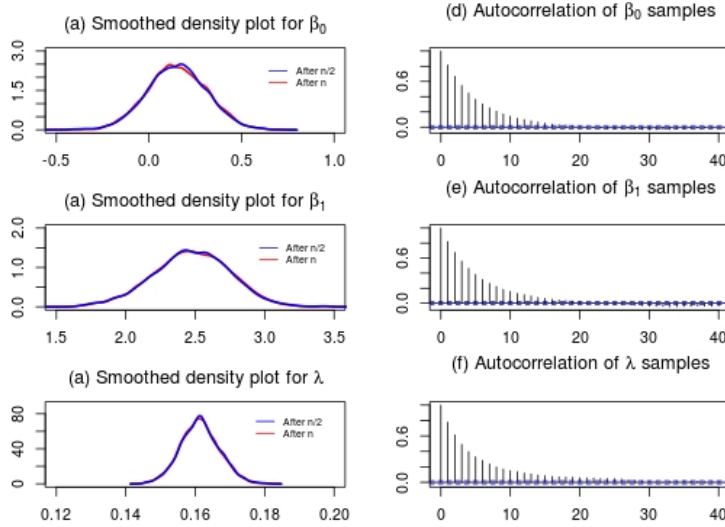 (a) Smoothed density plot for β₀
3.0
1.5
0.0
After n/2
After n
-0.5 0.0 0.5 1.0
(d) Autocorrelation of β₀ samples
0.6
0.0
0 10 20 30 40
(a) Smoothed density plot for β₁
2.0
1.0
0.0
After n/2
After n
1.5 2.0 2.5 3.0 3.5
(e) Autocorrelation of β₁ samples
0.6
0.0
0 10 20 30 40
(a) Smoothed density plot for λ
80
40
0
After n/2
After n
0.12 0.14 0.16 0.18 0.20
(f) Autocorrelation of λ samples
0.6
0.0
0 10 20 30 40